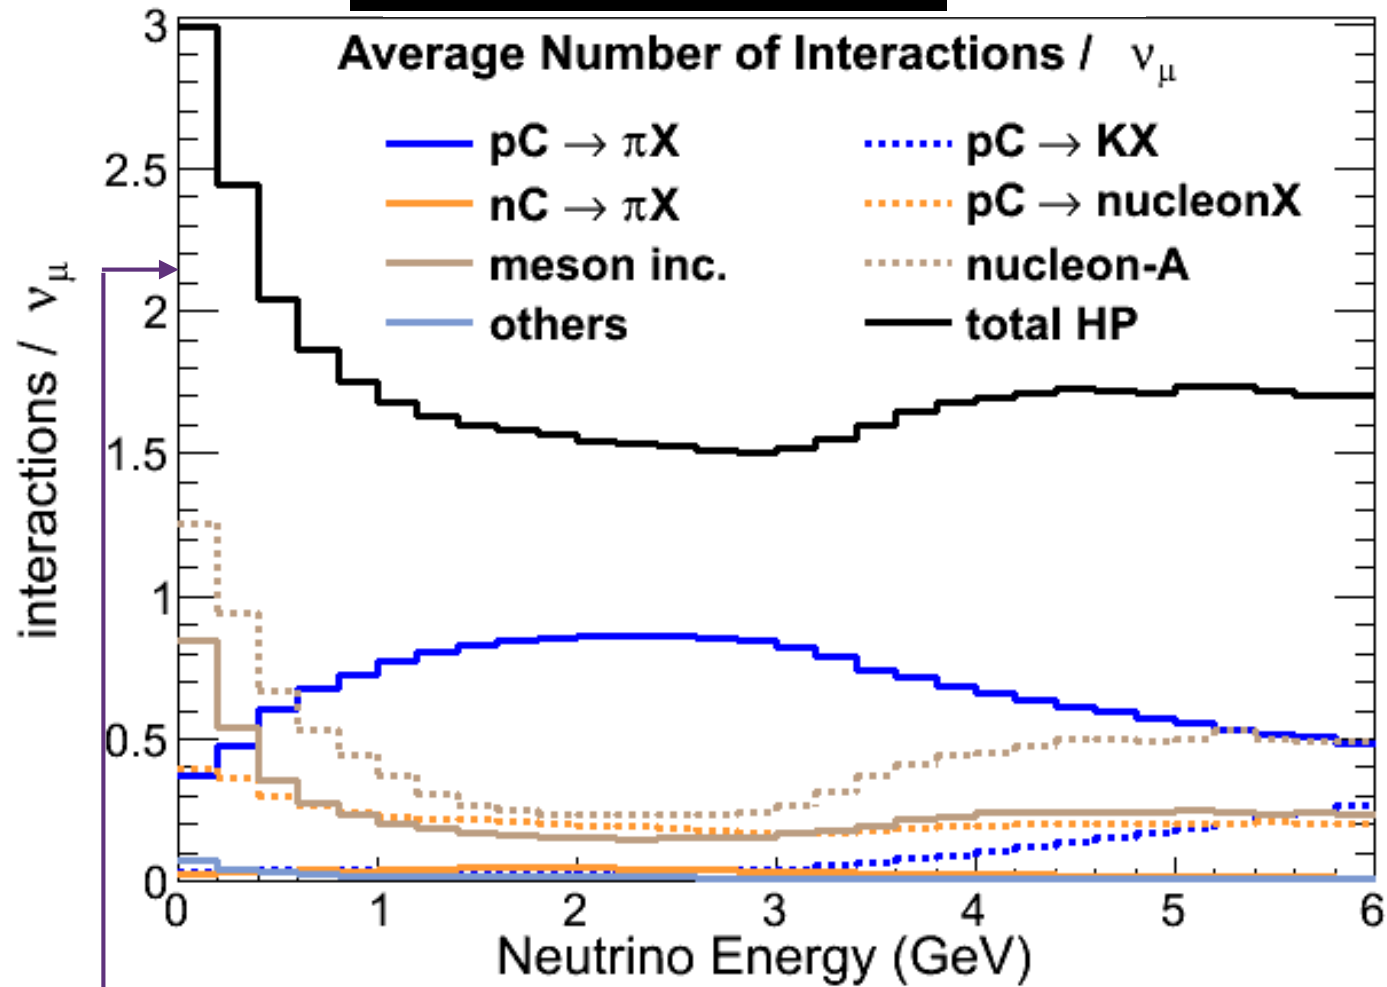 Average Number of Interactions / νμ
pC → πX
pC → KX
nC → πX
pC → nucleonX
meson inc.
nucleon-A
others
total HP
interactions / νμ
3
2.5
2
1.5
1
0.5
0
0 1 2 3 4 5 6
Neutrino Energy (GeV)